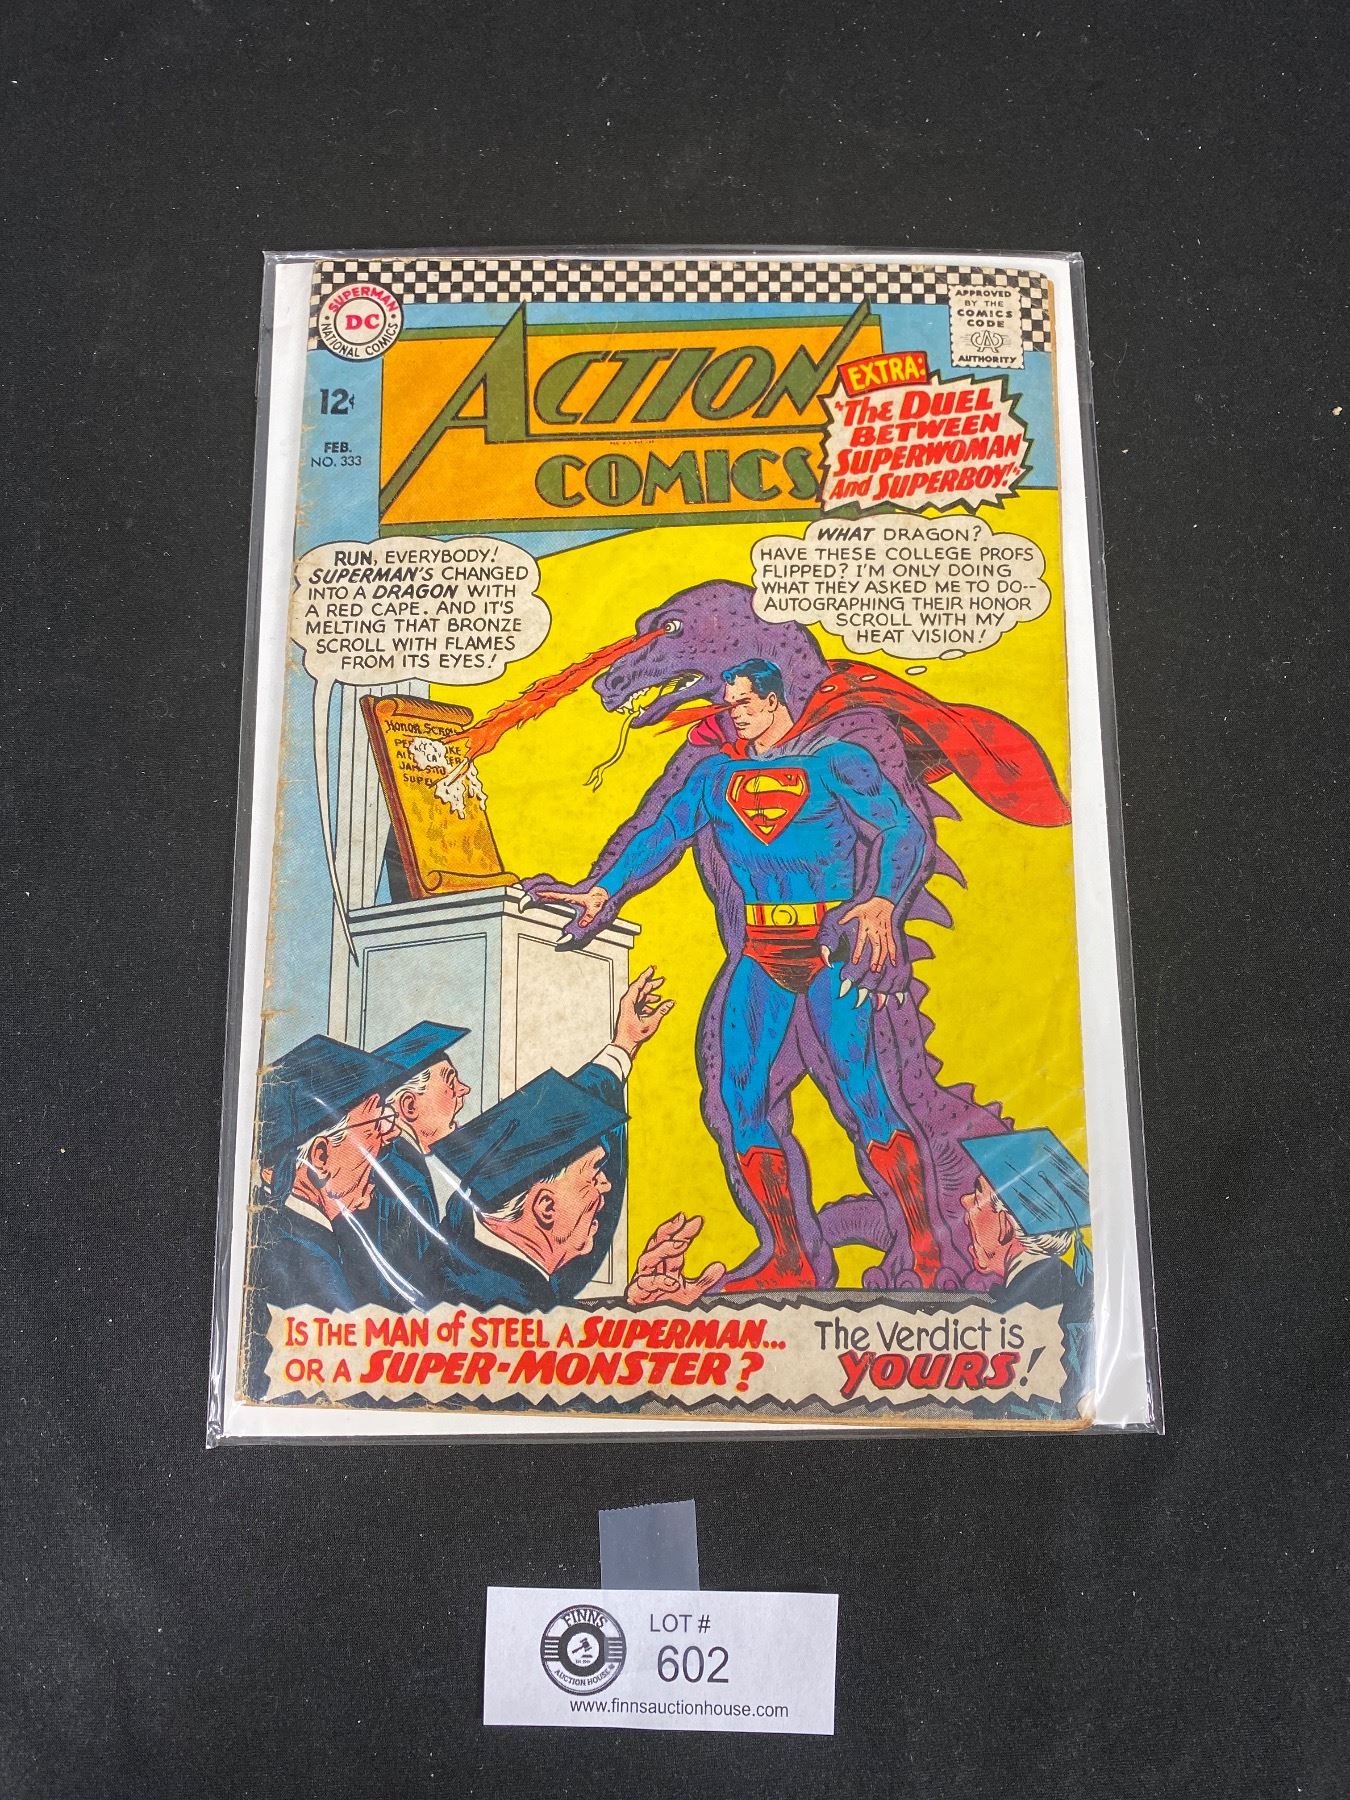 SUPERMAN
DC
NATIONAL COMICS
APPROVED
BY THE
COMICS
CODE
CA
AUTHORITY
12¢
FEB.
NO. 333
ACTION
COMICS
EXTRA:
"The DUEL
BETWEEN
SUPERWOMAN
And SUPERBOY!"
RUN, EVERYBODY!
SUPERMAN'S CHANGED
INTO A DRAGON WITH
A RED CAPE. AND IT'S
MELTING THAT BRONZE
SCROLL WITH FLAMES
FROM ITS EYES!
WHAT DRAGON?
HAVE THESE COLLEGE PROFS
FLIPPED? I'M ONLY DOING
WHAT THEY ASKED ME TO DO--
AUTOGRAPHING THEIR HONOR
SCROLL WITH MY
HEAT VISION!
HONOR
S
IS THE MAN of STEEL A SUPERMAN...
OR A SUPER-MONSTER?
The Verdict is
YOURS!
FINNS
AUCTION HOUSE
LOT #
602
www.finnsauctionhouse.com